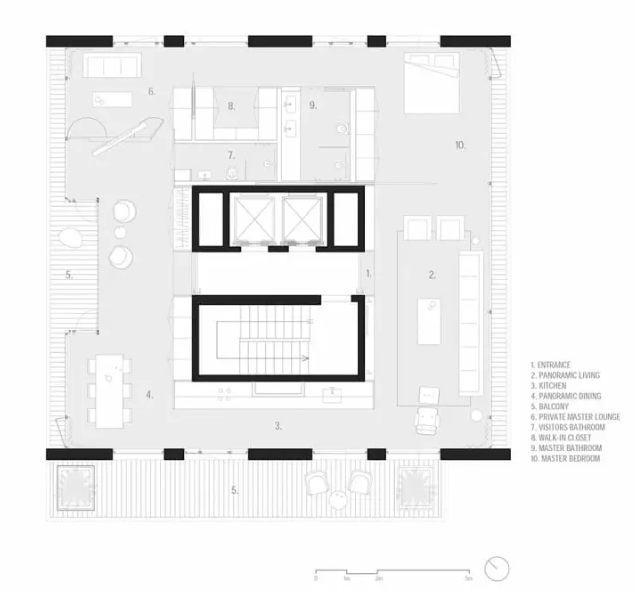 6.
8.
9.
10.
7.
1.
5.
2.
4.
3.
5.
1. ENTRANCE
2. PANORAMIC LIVING
3. KITCHEN
4. PANORAMIC DINING
5. BALCONY
6. PRIVATE MASTER LOUNGE
7. VISITORS BATHROOM
8. WALK-IN CLOSET
9. MASTER BATHROOM
10. MASTER BEDROOM
0 5m